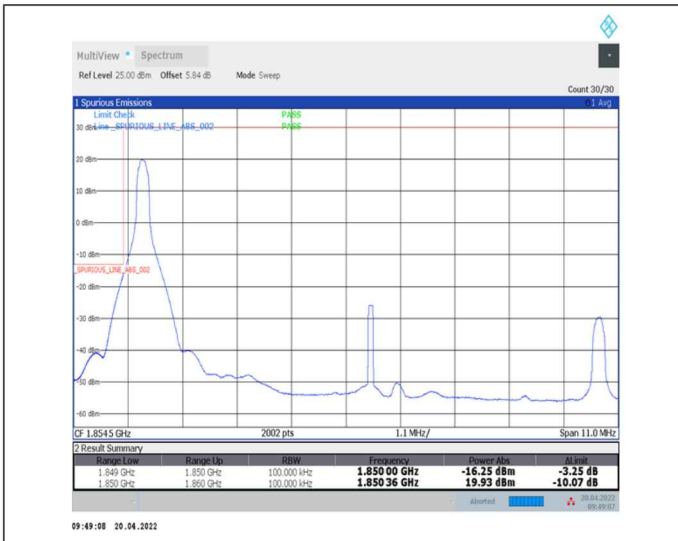 MultiView Spectrum
Ref Level 25.00 dBm Offset 5.84 dB Mode Sweep
Count 30/30
1 Spurious Emissions 1 Avg
Limit Check PASS
30 dBm Line _SPURIOUS_LINE_ABS_002 PASS
20 dBm
10 dBm
0 dBm
-10 dBm
_SPURIOUS_LINE_ABS_002
-20 dBm
-30 dBm
-40 dBm
-50 dBm
-60 dBm
CF 1.8545 GHz 2002 pts 1.1 MHz/ Span 11.0 MHz
2 Result Summary
Range Low Range Up RBW Frequency Power Abs ΔLimit
1.849 GHz 1.850 GHz 100.000 kHz 1.850 00 GHz -16.25 dBm -3.25 dB
1.850 GHz 1.860 GHz 100.000 kHz 1.850 36 GHz 19.93 dBm -10.07 dB
Aborted 20.04.2022
09:49:07
09:49:08 20.04.2022